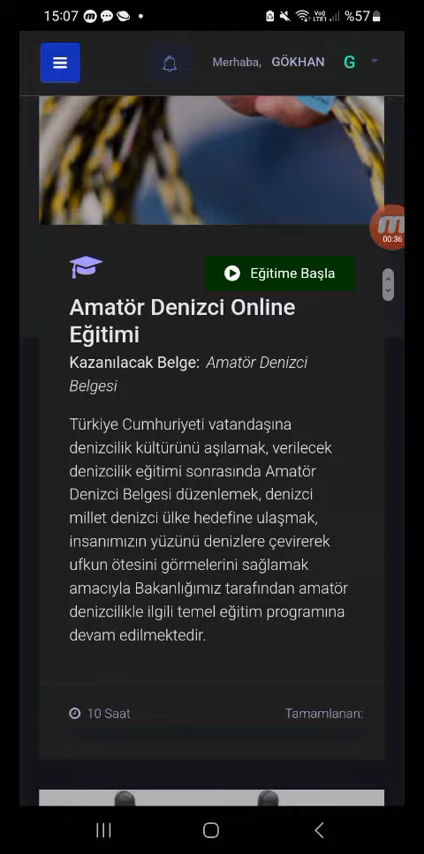 15:07
Vo)) LTE1 %57
Merhaba, GÖKHAN G
00:36
Eğitime Başla
Amatör Denizci Online
Eğitimi
Kazanılacak Belge: Amatör Denizci
Belgesi
Türkiye Cumhuriyeti vatandaşına
denizcilik kültürünü aşılamak, verilecek
denizcilik eğitimi sonrasında Amatör
Denizci Belgesi düzenlemek, denizci
millet denizci ülke hedefine ulaşmak,
insanımızın yüzünü denizlere çevirerek
ufkun ötesini görmelerini sağlamak
amacıyla Bakanlığımız tarafından amatör
denizcilikle ilgili temel eğitim programına
devam edilmektedir.
10 Saat
Tamamlanan: